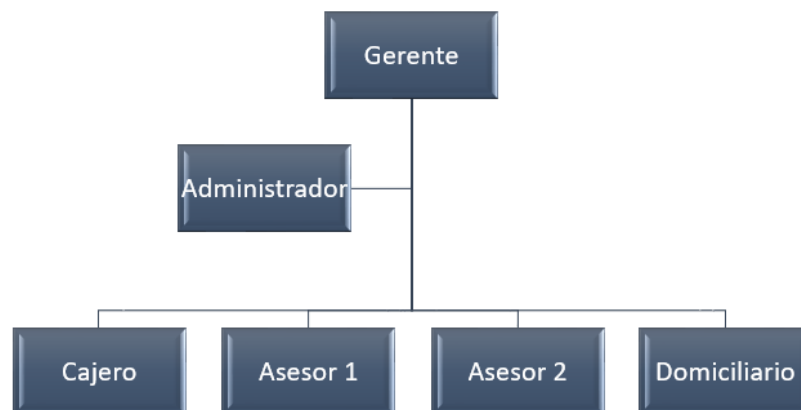 Gerente
Administrador
Cajero
Asesor 1
Asesor 2
Domiciliario